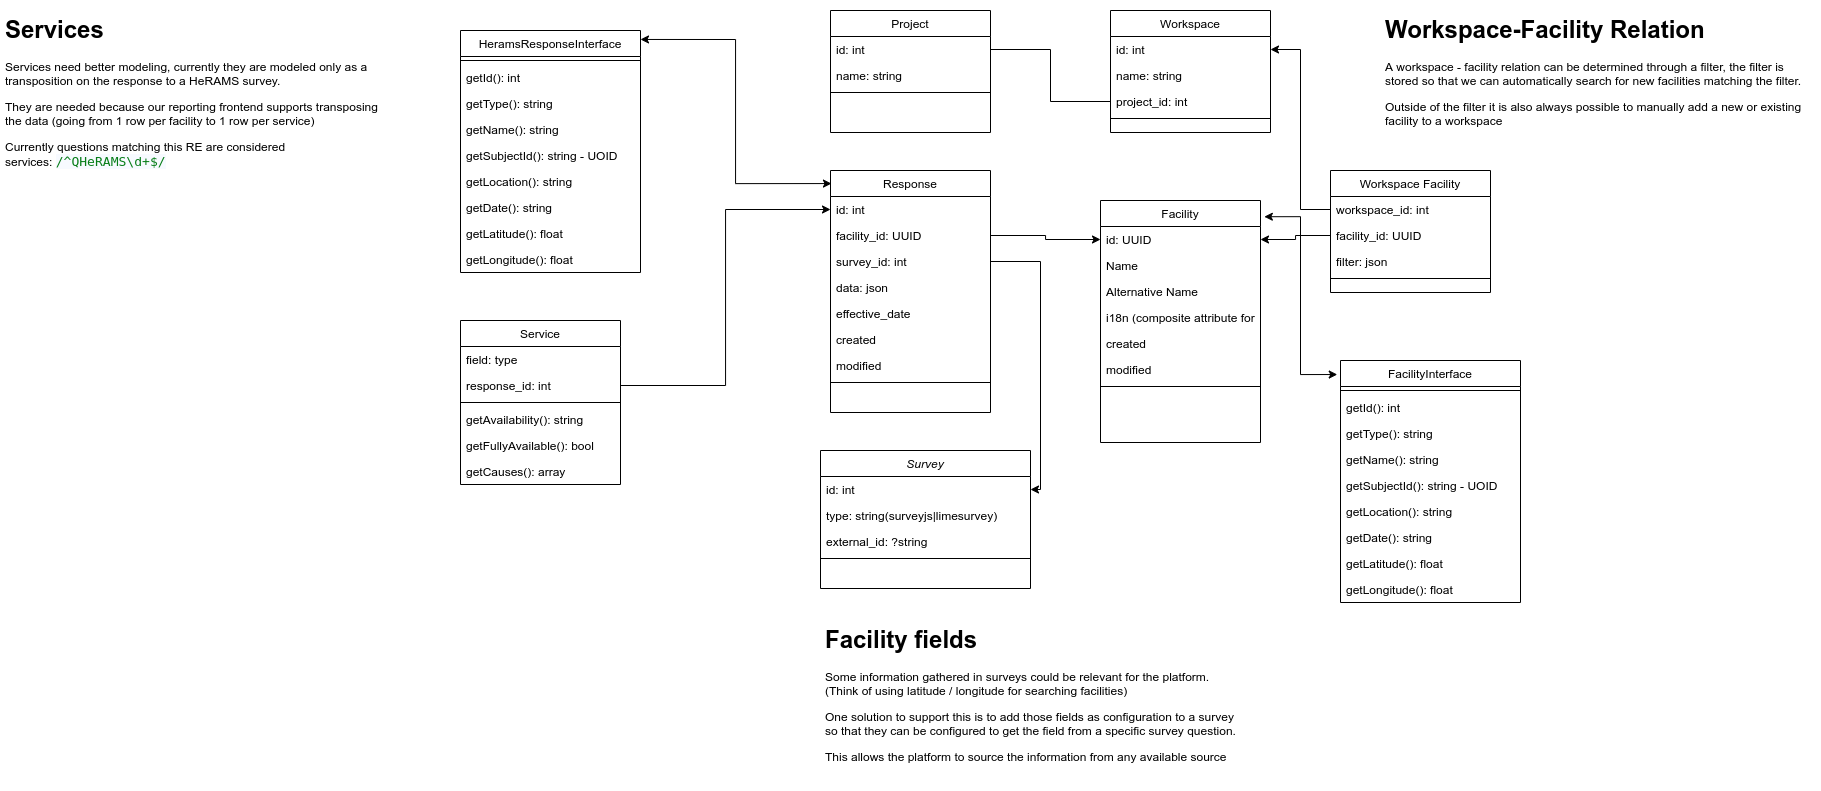 Services
Services need better modeling, currently they are modeled only as a
transposition on the response to a HeRAMS survey.
They are needed because our reporting frontend supports transposing
the data (going from 1 row per facility to 1 row per service)
Currently questions matching this RE are considered
services: /^QHeRAMS\d+$/
HeramsResponseInterface
getId(): int
getType(): string
getName(): string
getSubjectId(): string - UOID
getLocation(): string
getDate(): string
getLatitude(): float
getLongitude(): float
Service
field: type
response_id: int
getAvailability(): string
getFullyAvailable(): bool
getCauses(): array
Project
id: int
name: string
Response
id: int
facility_id: UUID
survey_id: int
data: json
effective_date
created
modified
Survey
id: int
type: string(surveyjs|limesurvey)
external_id: ?string
Workspace
id: int
name: string
project_id: int
Facility
id: UUID
Name
Alternative Name
i18n (composite attribute for
created
modified
Workspace-Facility Relation
A workspace - facility relation can be determined through a filter, the filter is
stored so that we can automatically search for new facilities matching the filter.
Outside of the filter it is also always possible to manually add a new or existing
facility to a workspace
Workspace Facility
workspace_id: int
facility_id: UUID
filter: json
FacilityInterface
getId(): int
getType(): string
getName(): string
getSubjectId(): string - UOID
getLocation(): string
getDate(): string
getLatitude(): float
getLongitude(): float
Facility fields
Some information gathered in surveys could be relevant for the platform.
(Think of using latitude / longitude for searching facilities)
One solution to support this is to add those fields as configuration to a survey
so that they can be configured to get the field from a specific survey question.
This allows the platform to source the information from any available source